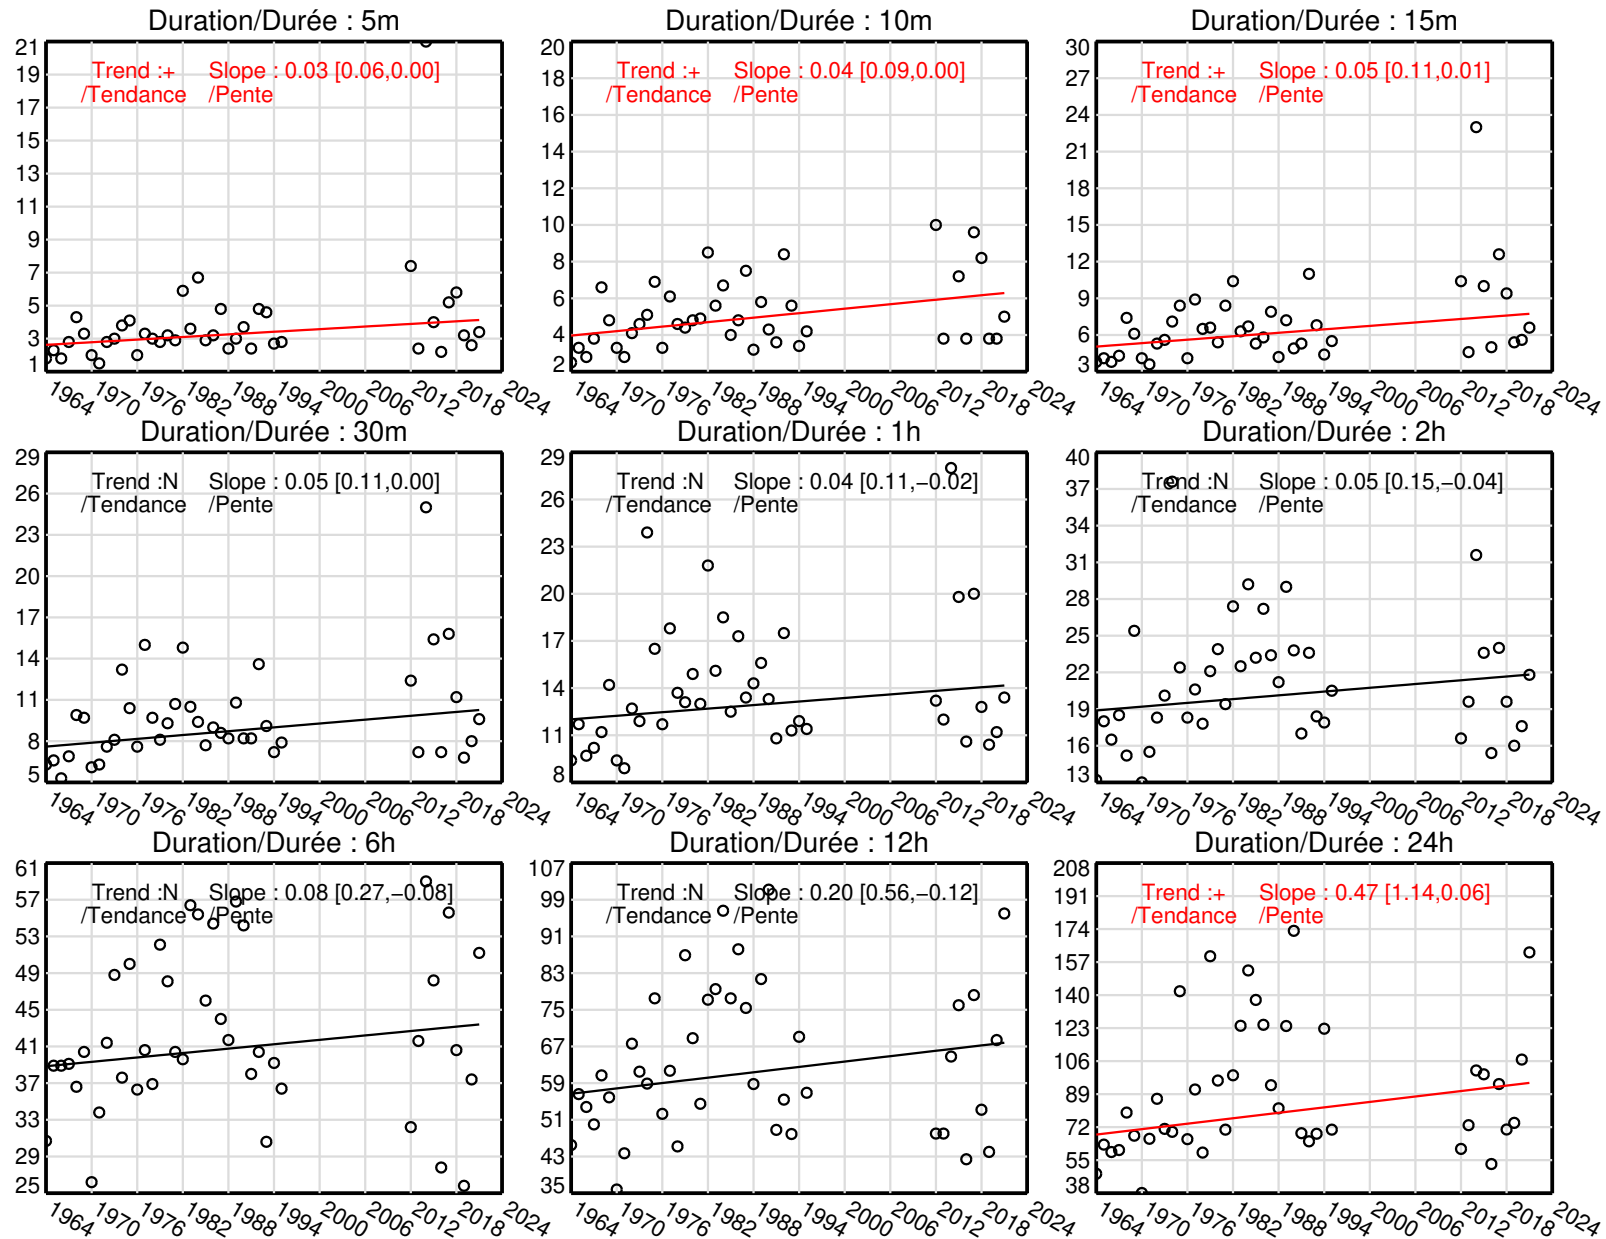 Duration/Durée : 5m
Trend :+ Slope : 0.03 [0.06,0.00]
/Tendance /Pente
21
19
17
15
13
11
9
7
5
3
1
1964 1970 1976 1982 1988 1994 2000 2006 2012 2018 2024
Duration/Durée : 10m
Trend :+ Slope : 0.04 [0.09,0.00]
/Tendance /Pente
20
18
16
14
12
10
8
6
4
2
1964 1970 1976 1982 1988 1994 2000 2006 2012 2018 2024
Duration/Durée : 15m
Trend :+ Slope : 0.05 [0.11,0.01]
/Tendance /Pente
30
27
24
21
18
15
12
9
6
3
1964 1970 1976 1982 1988 1994 2000 2006 2012 2018 2024
Duration/Durée : 30m
Trend :N Slope : 0.05 [0.11,0.00]
/Tendance /Pente
29
26
23
20
17
14
11
8
5
1964 1970 1976 1982 1988 1994 2000 2006 2012 2018 2024
Duration/Durée : 1h
Trend :N Slope : 0.04 [0.11,−0.02]
/Tendance /Pente
29
26
23
20
17
14
11
8
1964 1970 1976 1982 1988 1994 2000 2006 2012 2018 2024
Duration/Durée : 2h
Trend :N Slope : 0.05 [0.15,−0.04]
/Tendance /Pente
40
37
34
31
28
25
22
19
16
13
1964 1970 1976 1982 1988 1994 2000 2006 2012 2018 2024
Duration/Durée : 6h
Trend :N Slope : 0.08 [0.27,−0.08]
/Tendance /Pente
61
57
53
49
45
41
37
33
29
25
1964 1970 1976 1982 1988 1994 2000 2006 2012 2018 2024
Duration/Durée : 12h
Trend :N Slope : 0.20 [0.56,−0.12]
/Tendance /Pente
107
99
91
83
75
67
59
51
43
35
1964 1970 1976 1982 1988 1994 2000 2006 2012 2018 2024
Duration/Durée : 24h
Trend :+ Slope : 0.47 [1.14,0.06]
/Tendance /Pente
208
191
174
157
140
123
106
89
72
55
38
1964 1970 1976 1982 1988 1994 2000 2006 2012 2018 2024